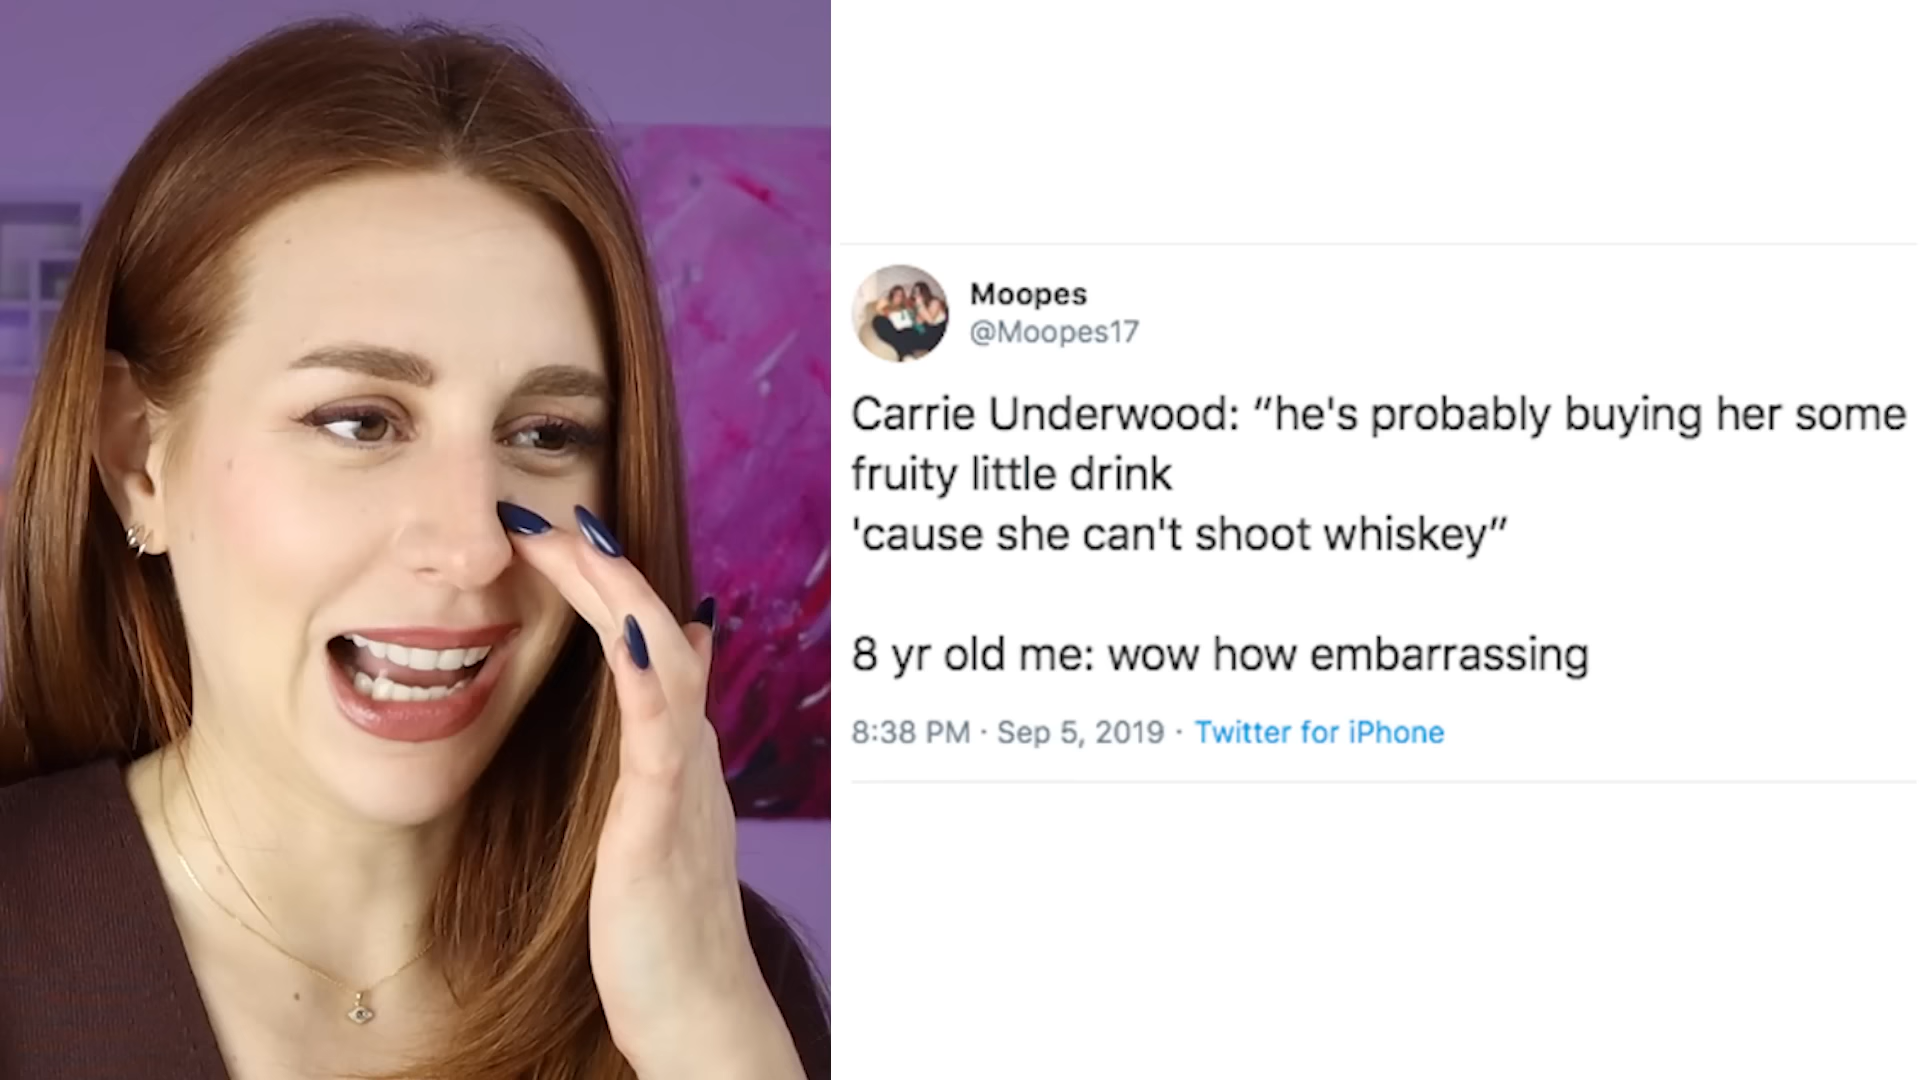 Moopes
@Moopes17
Carrie Underwood: “he's probably buying her some
fruity little drink
'cause she can't shoot whiskey”
8 yr old me: wow how embarrassing
8:38 PM · Sep 5, 2019 · Twitter for iPhone